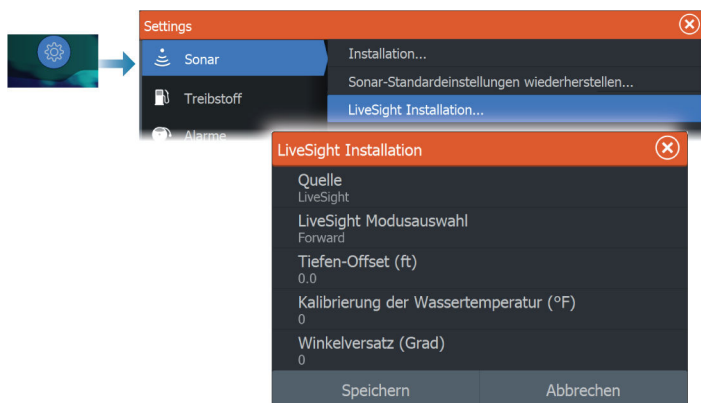 Settings
Sonar
Treibstoff
Alarme
Installation...
Sonar-Standardeinstellungen wiederherstellen...
LiveSight Installation...
LiveSight Installation
Quelle
LiveSight
LiveSight Modusauswahl
Forward
Tiefen-Offset (ft)
0.0
Kalibrierung der Wassertemperatur (°F)
0
Winkelversatz (Grad)
0
Speichern
Abbrechen